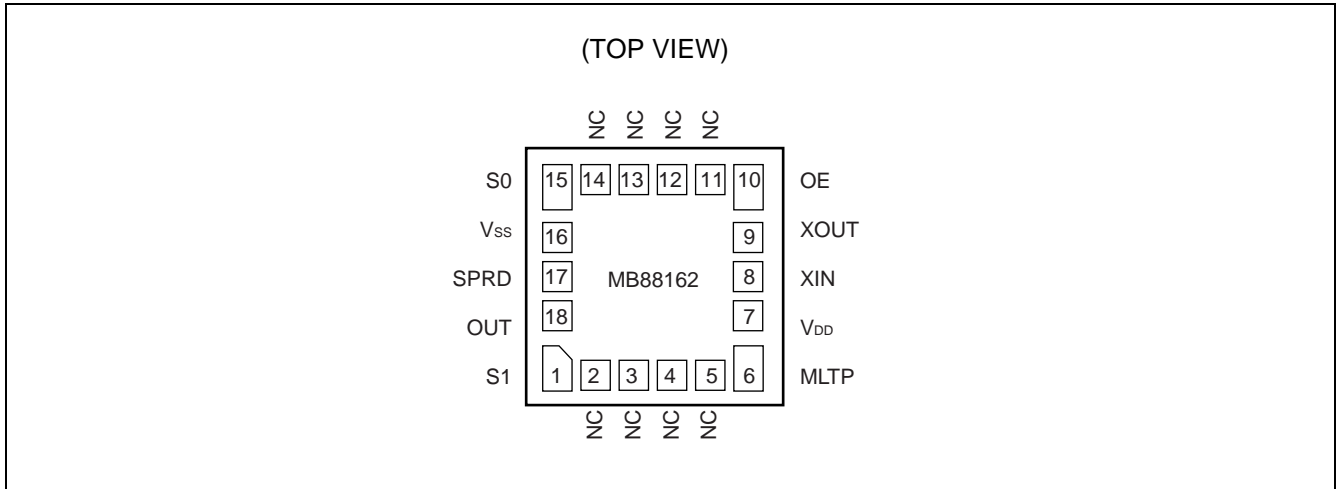 (TOP VIEW)
NC NC NC NC
S0 15 14 13 12 11 10 OE
Vss 16 9 XOUT
SPRD 17 MB88162 8 XIN
OUT 18 7 VDD
S1 1 2 3 4 5 6 MLTP
NC NC NC NC